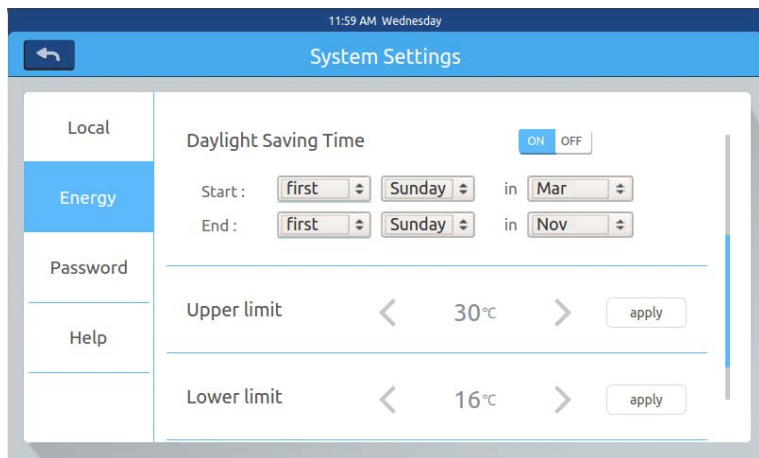 11:59 AM Wednesday
System Settings
Local
Energy
Password
Help
Daylight Saving Time ON OFF
Start : first Sunday in Mar
End : first Sunday in Nov
Upper limit 30℃ apply
Lower limit 16℃ apply